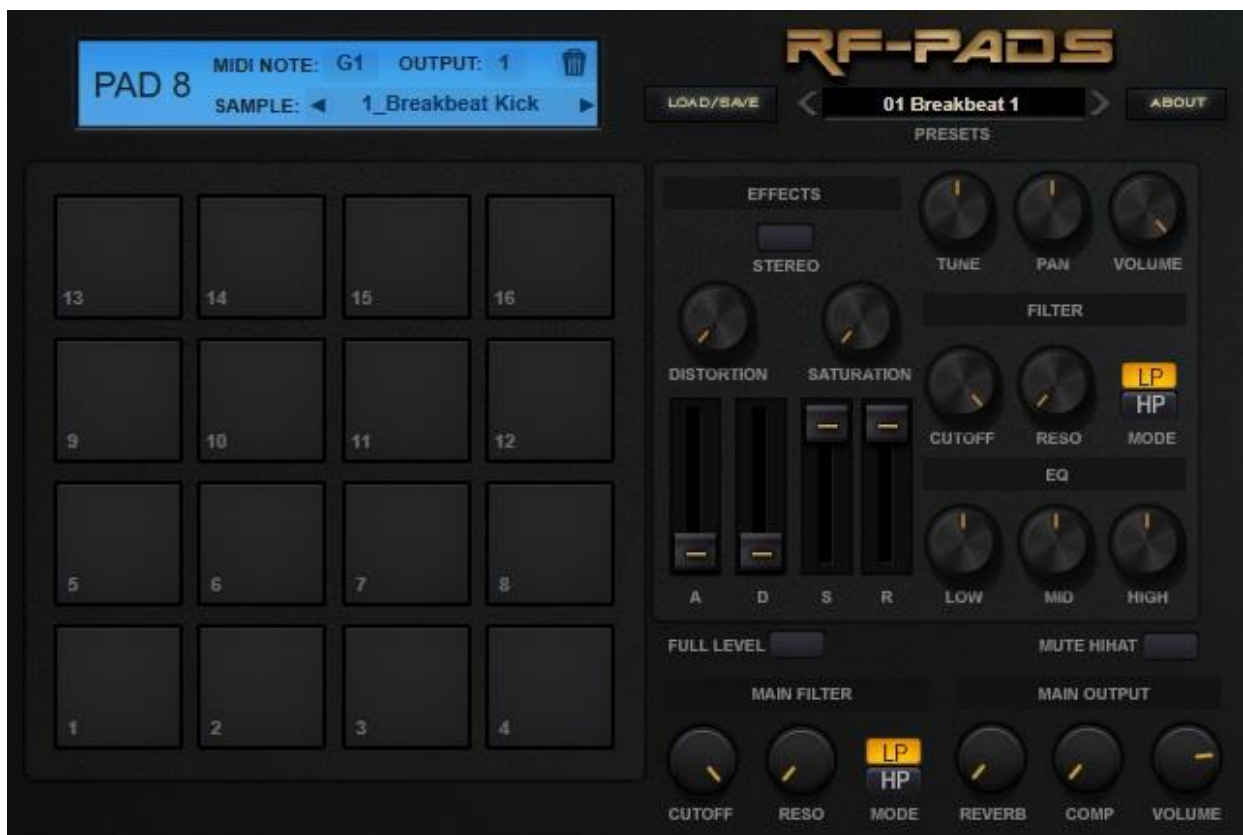 RF-PADS
PAD 8
MIDI NOTE: G1 OUTPUT: 1
SAMPLE: ◀ 1_Breakbeat Kick ▶
LOAD/SAVE
01 Breakbeat 1
ABOUT
PRESETS
13 14 15 16
9 10 11 12
5 6 7 8
1 2 3 4
EFFECTS
STEREO
TUNE PAN VOLUME
DISTORTION SATURATION
FILTER
LP
HP
CUTOFF RESO MODE
EQ
A D S R
LOW MID HIGH
FULL LEVEL
MUTE HIHAT
MAIN FILTER
MAIN OUTPUT
LP
HP
CUTOFF RESO MODE
REVERB COMP VOLUME